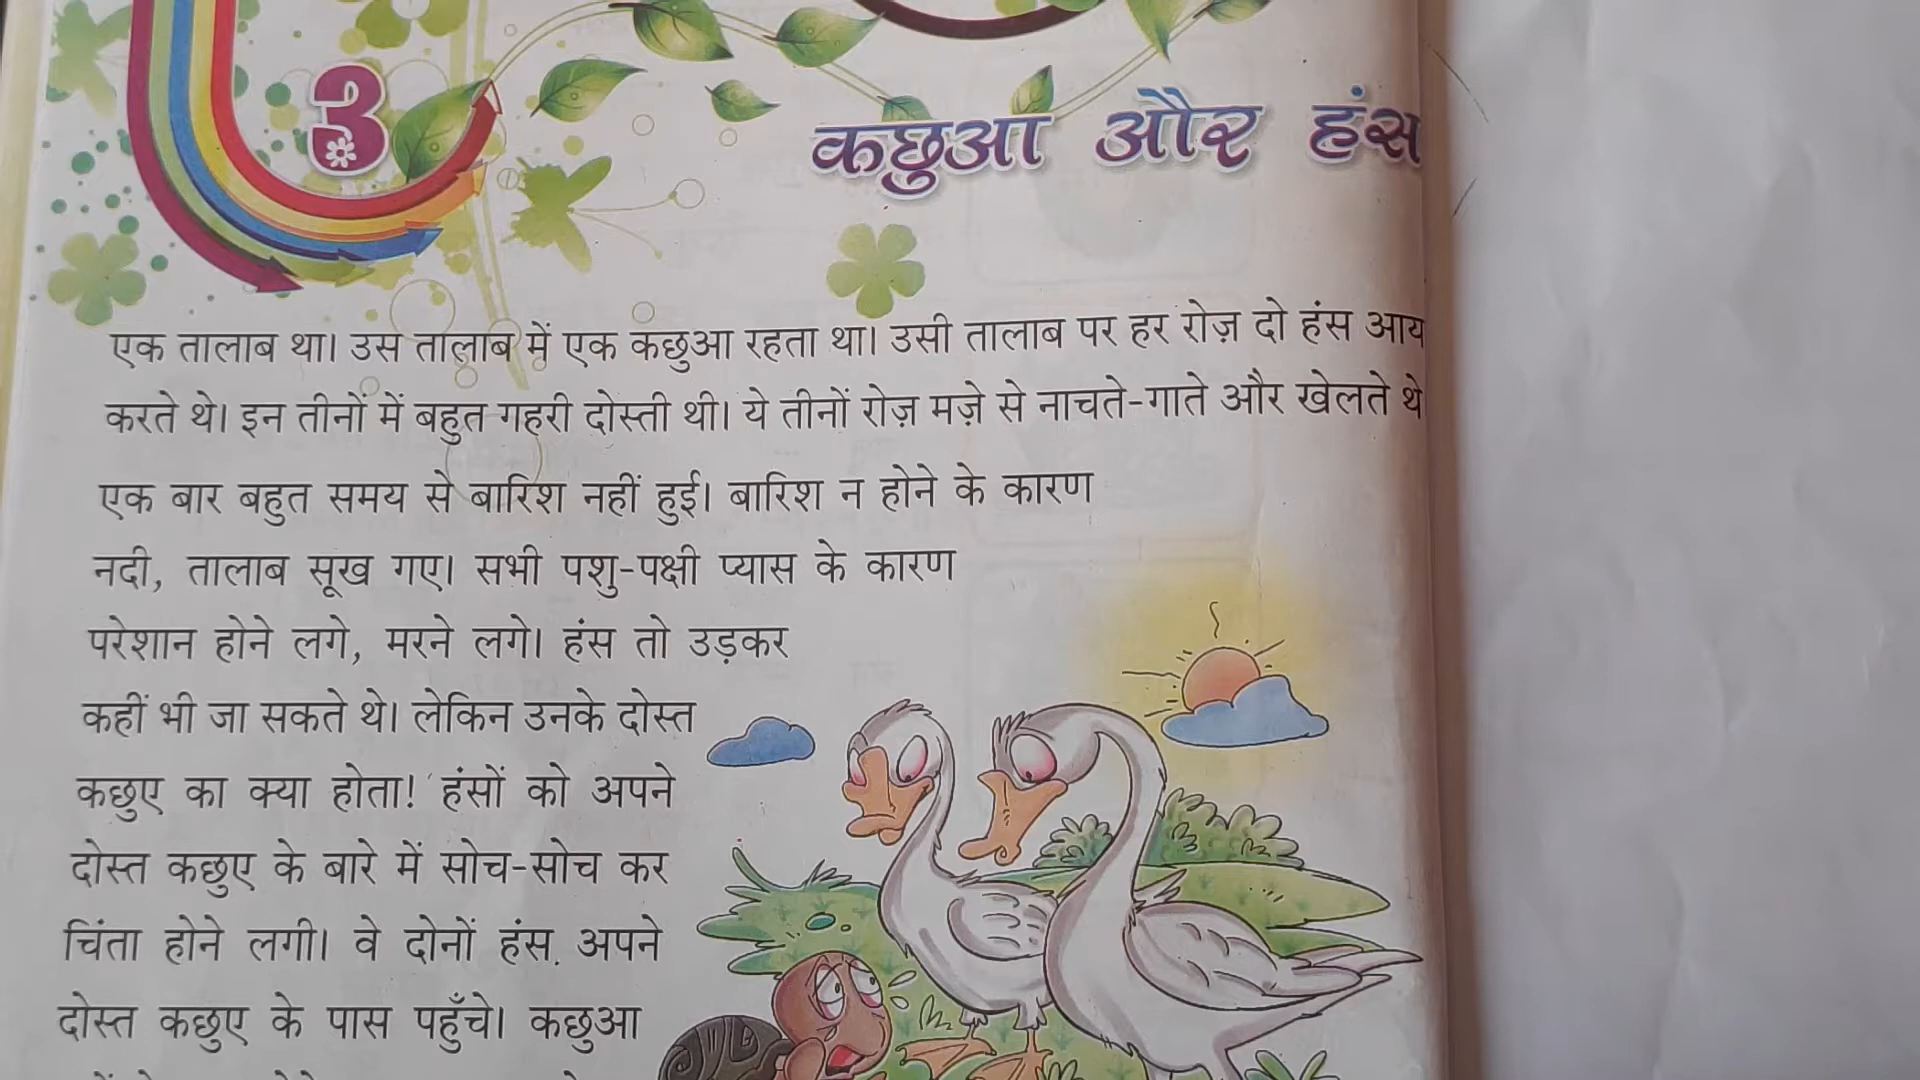 3
कछुआ और हंस
एक तालाब था। उस तालाब में एक कछुआ रहता था। उसी तालाब पर हर रोज़ दो हंस आय
करते थे। इन तीनों में बहुत गहरी दोस्ती थी। ये तीनों रोज़ मज़े से नाचते-गाते और खेलते थे
एक बार बहुत समय से बारिश नहीं हुई। बारिश न होने के कारण
नदी, तालाब सूख गए। सभी पशु-पक्षी प्यास के कारण
परेशान होने लगे, मरने लगे। हंस तो उड़कर
कहीं भी जा सकते थे। लेकिन उनके दोस्त
कछुए का क्या होता! हंसों को अपने
दोस्त कछुए के बारे में सोच-सोच कर
चिंता होने लगी। वे दोनों हंस अपने
दोस्त कछुए के पास पहुँचे। कछुआ